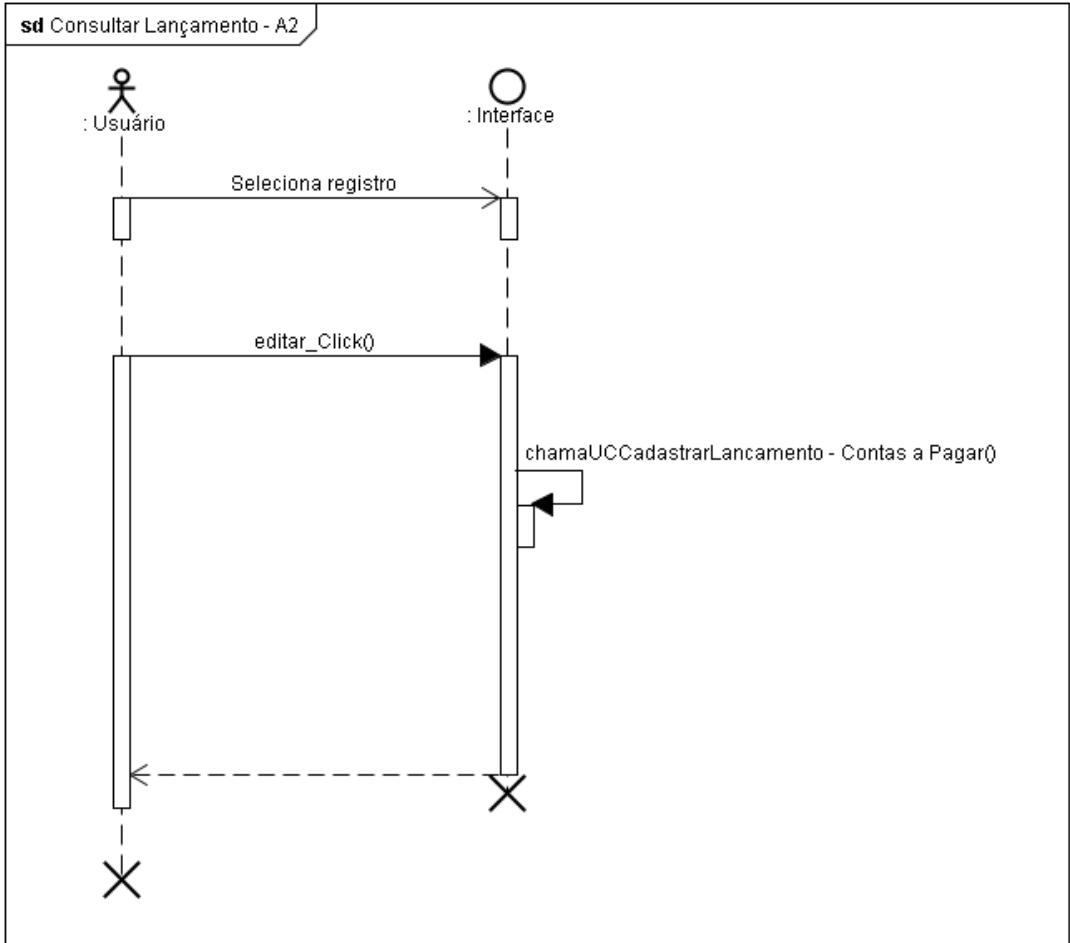 sd Consultar Lançamento - A2
: Usuário
: Interface
Seleciona registro
editar_Click()
chamaUCCadastrarLancamento - Contas a Pagar()